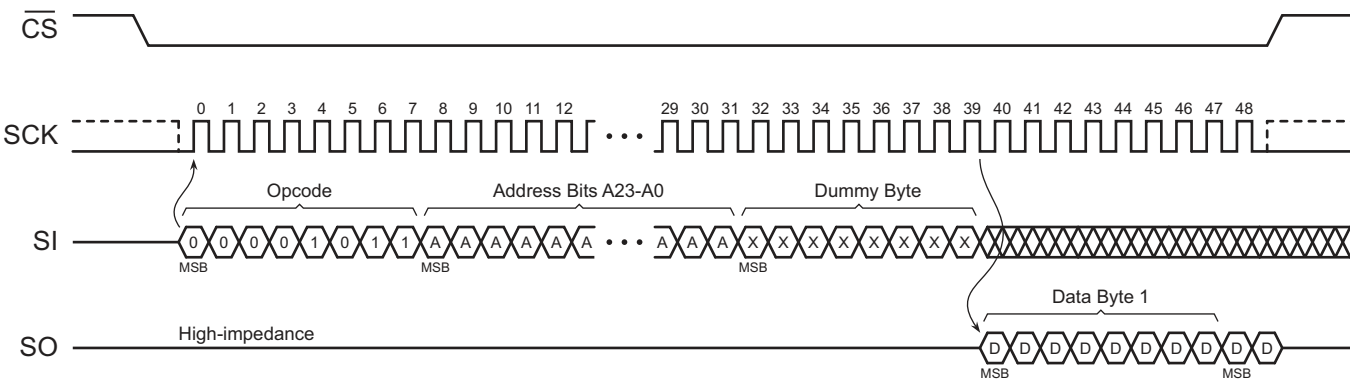 CS
0 1 2 3 4 5 6 7 8 9 10 11 12 29 30 31 32 33 34 35 36 37 38 39 40 41 42 43 44 45 46 47 48
SCK • • •
Opcode Address Bits A23-A0 Dummy Byte
SI 0 0 0 0 1 0 1 1 A A A A A A • • • A A A X X X X X X X X
MSB MSB MSB
Data Byte 1
High-impedance
SO D D D D D D D D D D
MSB MSB